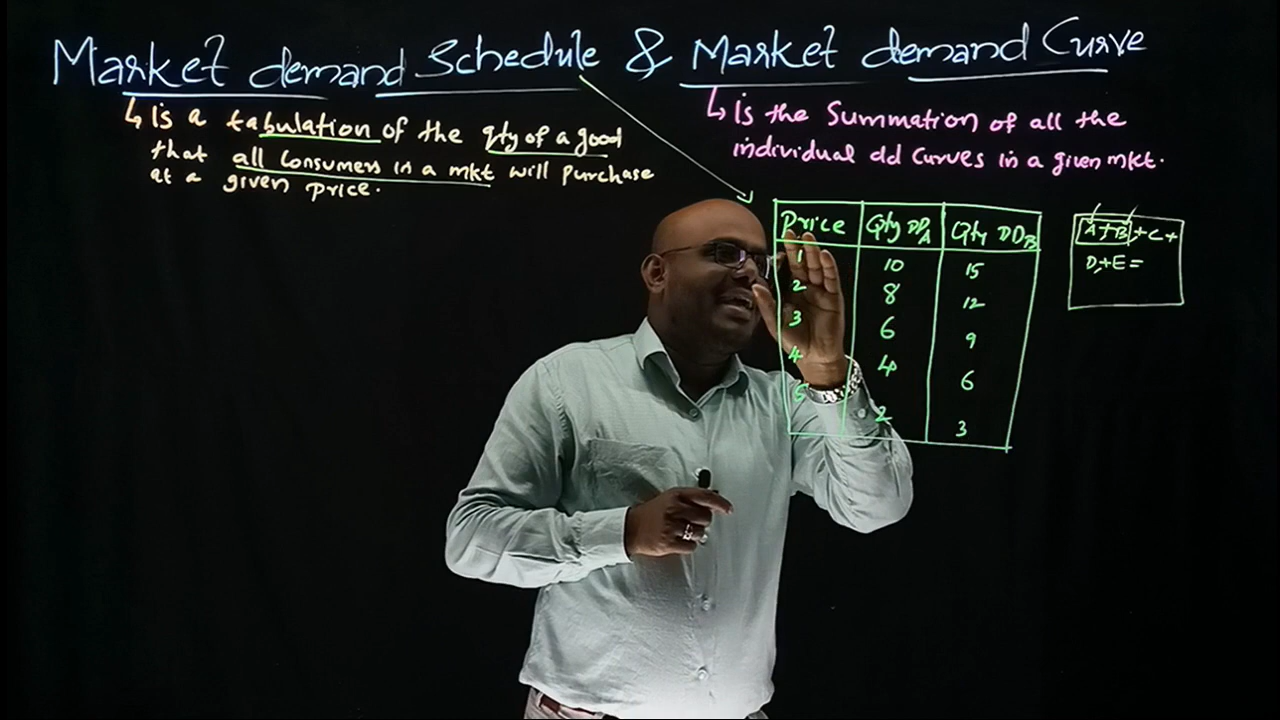 Market demand Schedule & Market demand Curve
↳ Is a tabulation of the qty of a good
that all Consumers in a mkt will purchase
at a given price.
↳ Is the Summation of all the
individual dd Curves in a given mkt.
Price Qty DDA Qty DDB
1 10 15
2 8 12
3 6 9
4 4 6
5 2 3
A+B+C+
D+E=